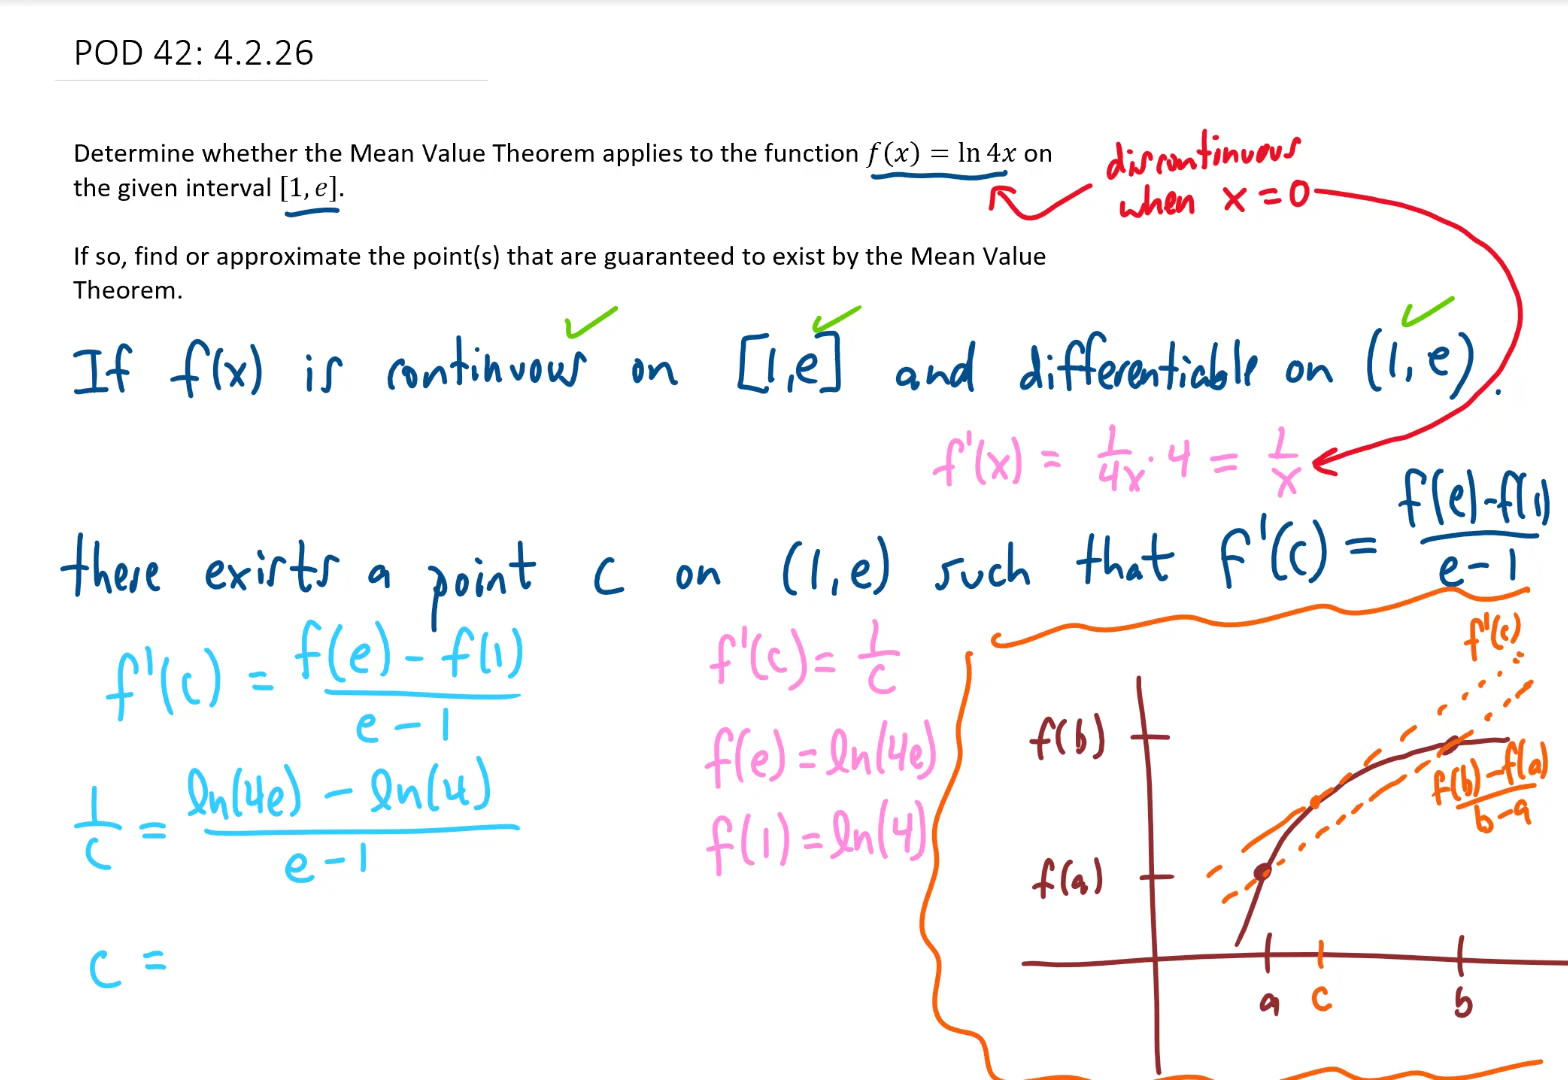 POD 42: 4.2.26
Determine whether the Mean Value Theorem applies to the function f(x) = ln 4x on
the given interval [1, e].
discontinuous
when x = 0
If so, find or approximate the point(s) that are guaranteed to exist by the Mean Value
Theorem.
If f(x) is continuous on [1, e] and differentiable on (1, e).
f'(x) = 1/4x · 4 = 1/x
there exists a point c on (1, e) such that f'(c) = f(e)-f(1)/e-1
f'(c) = f(e) - f(1)/e - 1
1/c = ln(4e) - ln(4)/e - 1
c =
f'(c) = 1/c
f(e) = ln(4e)
f(1) = ln(4)
f'(c)
f(b)
f(b)-f(a)/b-a
f(a)
a c b